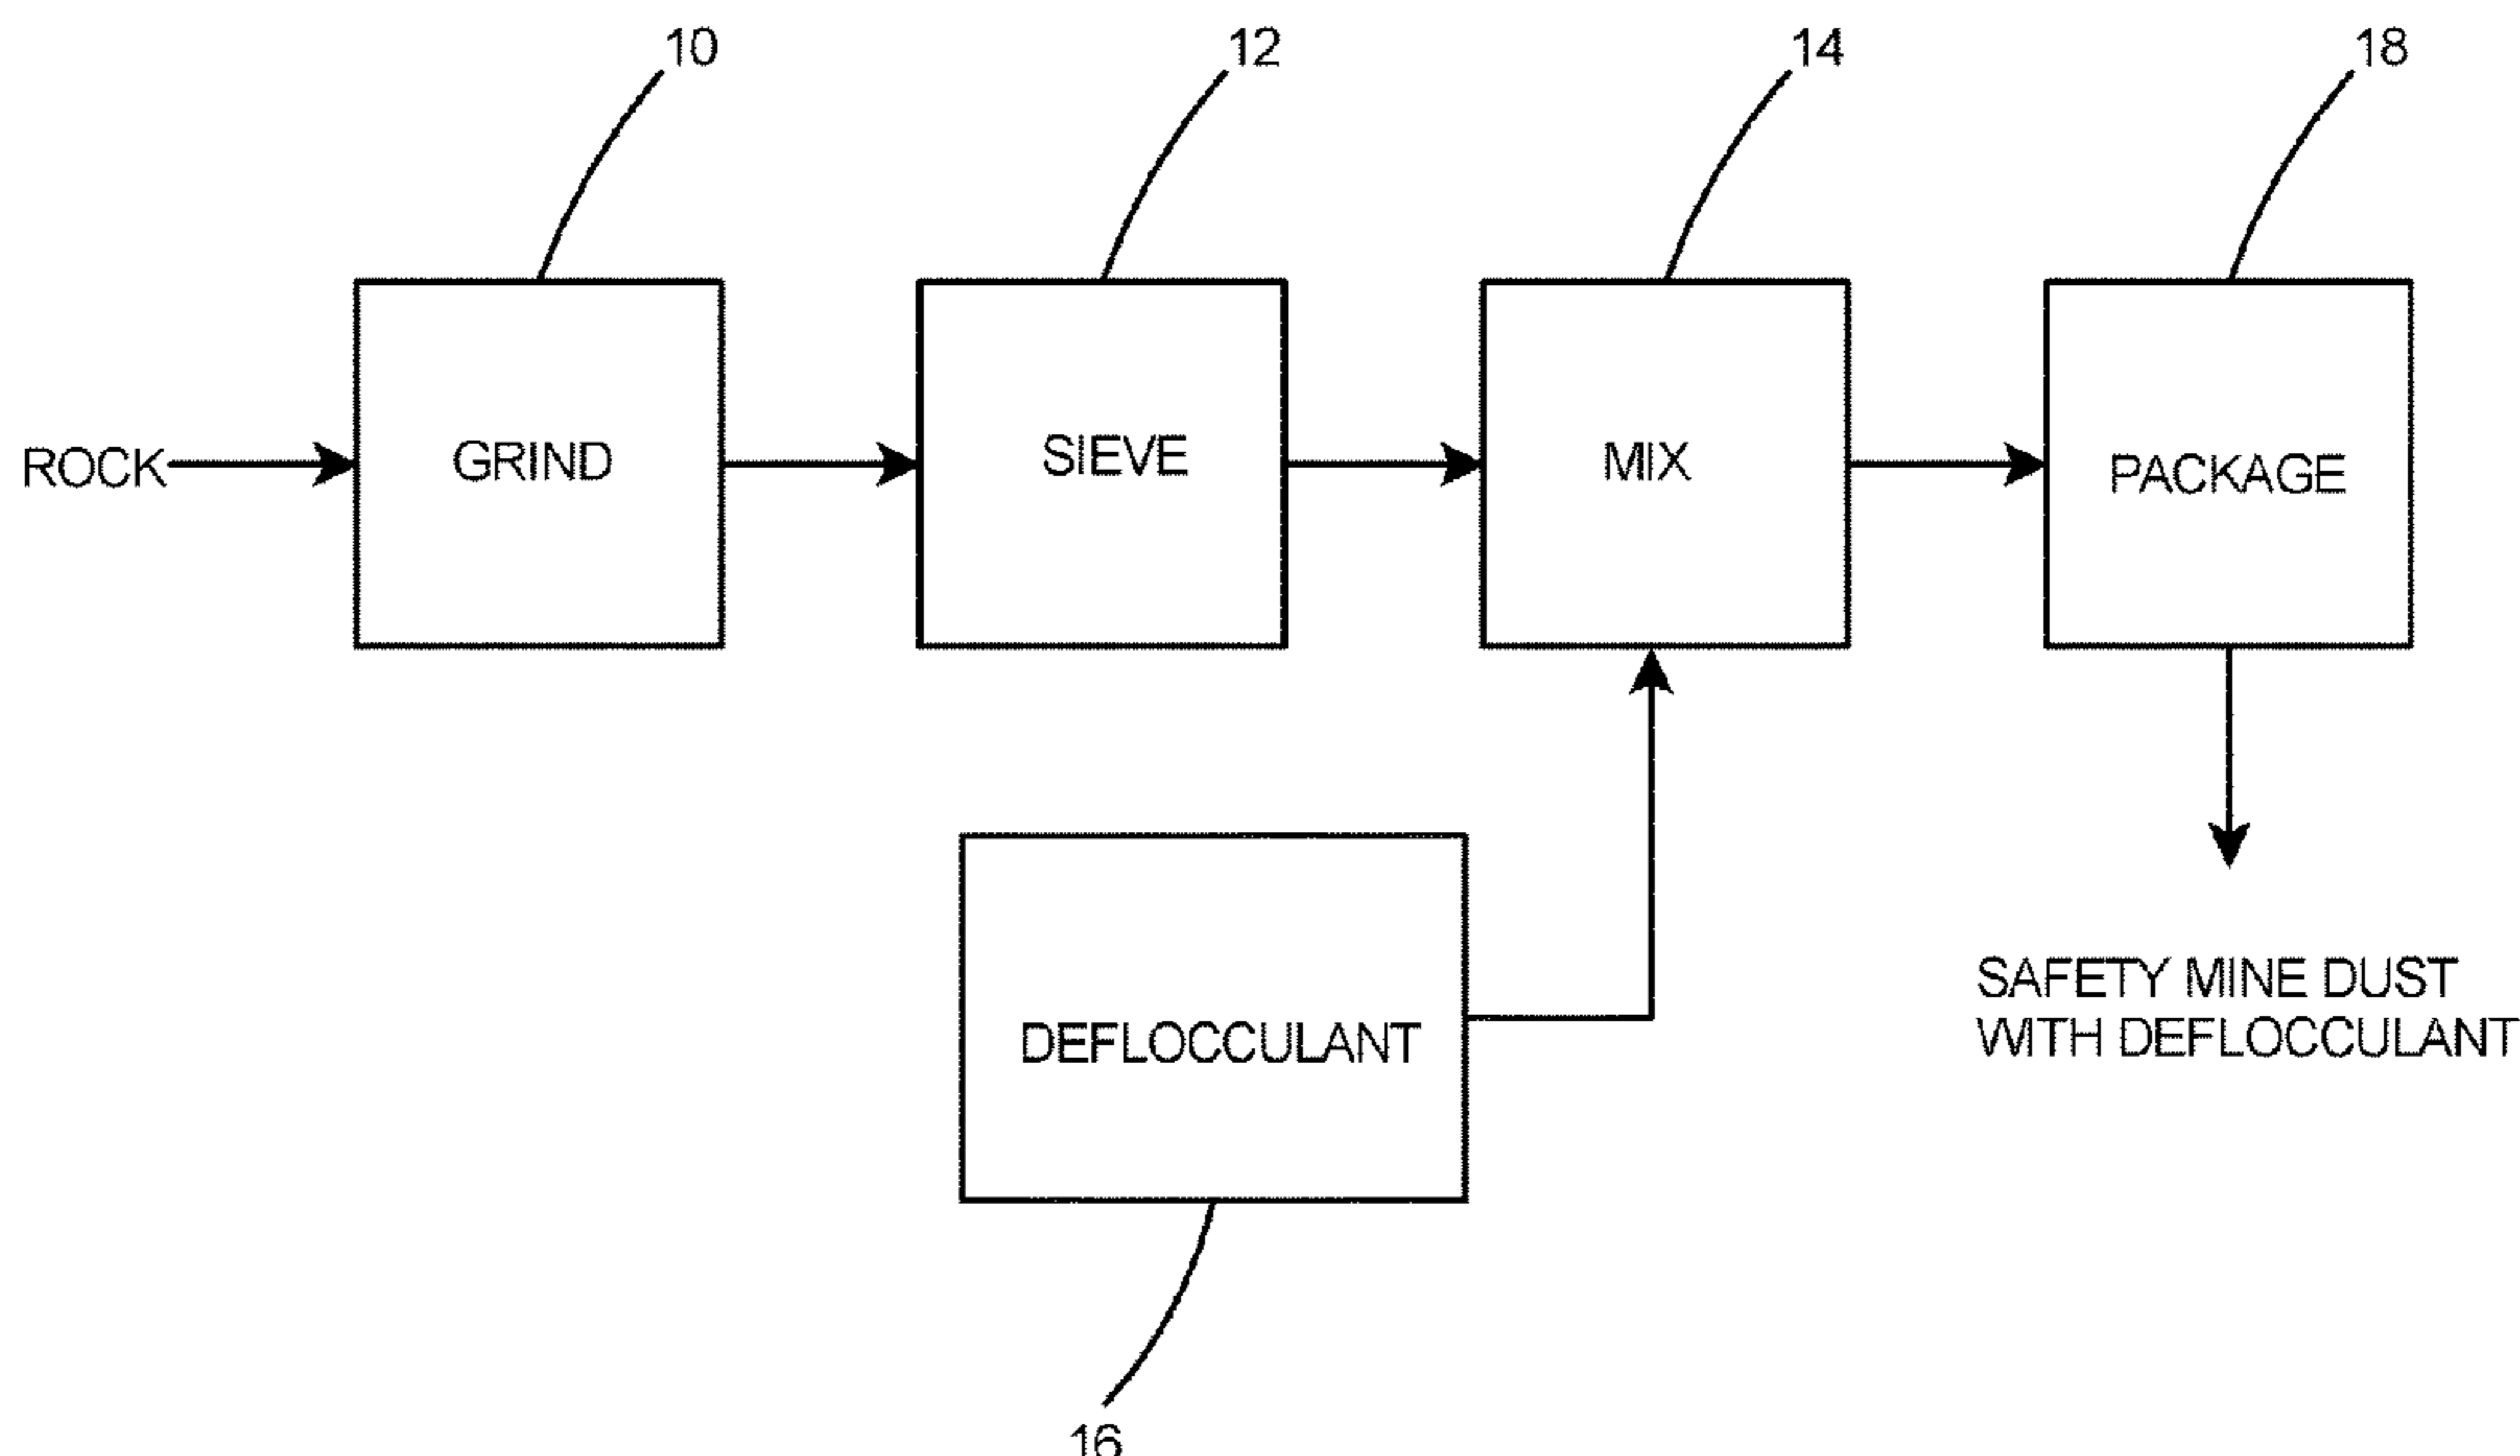 10
12
14
18
ROCK
GRIND
SIEVE
MIX
PACKAGE
DEFLOCCULANT
SAFETY MINE DUST
WITH DEFLOCCULANT
16